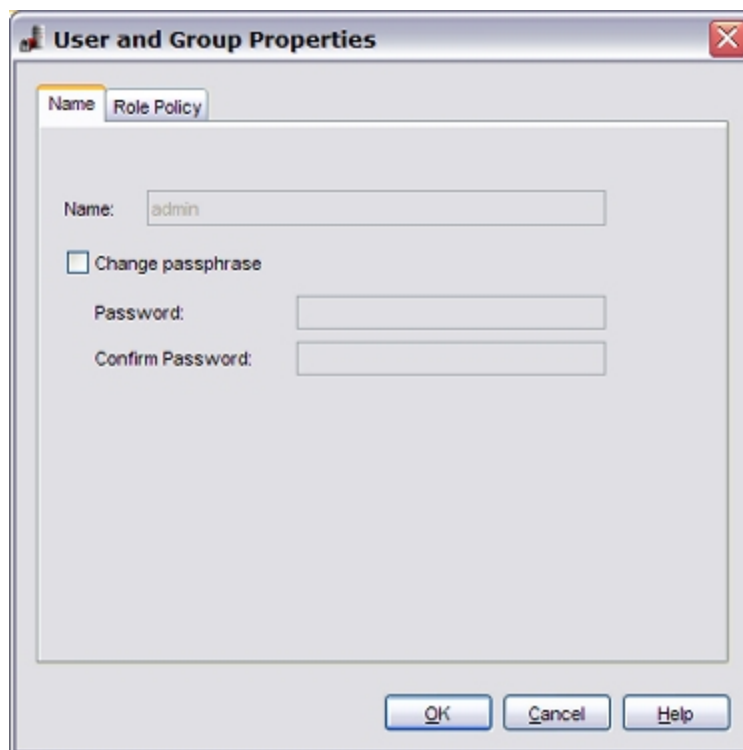 User and Group Properties
Name Role Policy
Name: admin
Change passphrase
Password:
Confirm Password:
OK Cancel Help